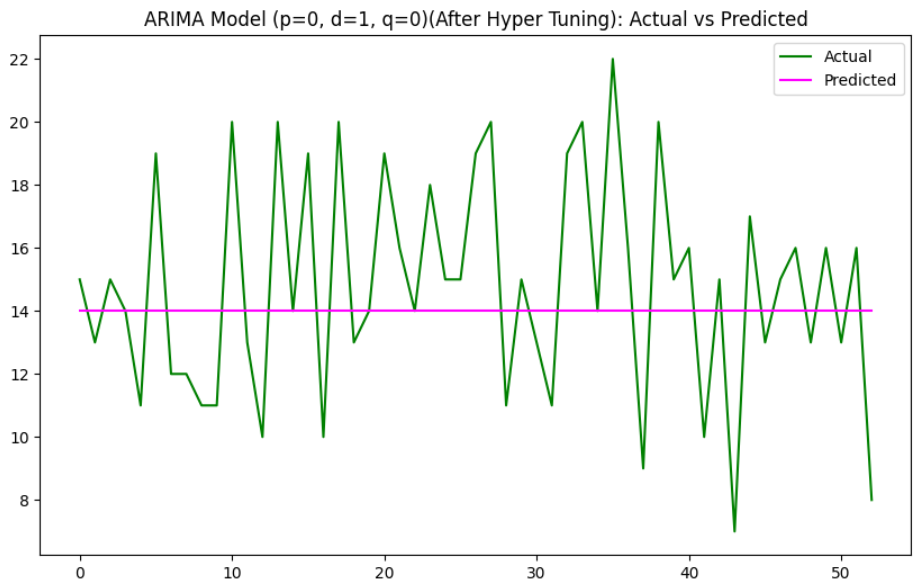 ARIMA Model (p=0, d=1, q=0)(After Hyper Tuning): Actual vs Predicted
Actual
Predicted
22
20
18
16
14
12
10
8
0 10 20 30 40 50